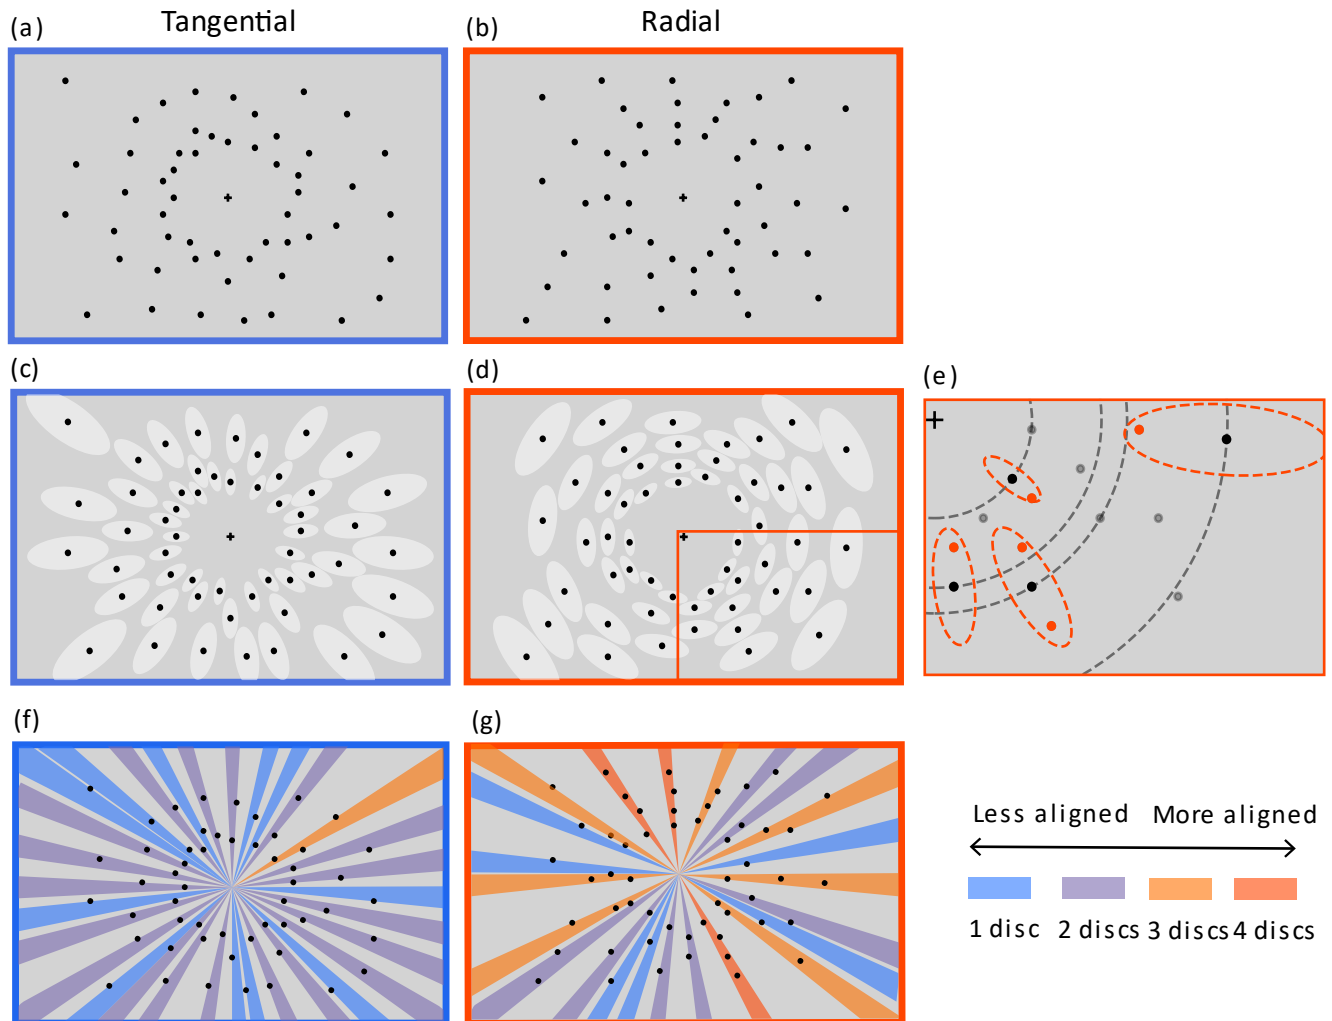 (a) Tangential
(b) Radial
(c)
(d)
(e)
(f)
(g)
Less aligned More aligned
1 disc 2 discs 3 discs 4 discs